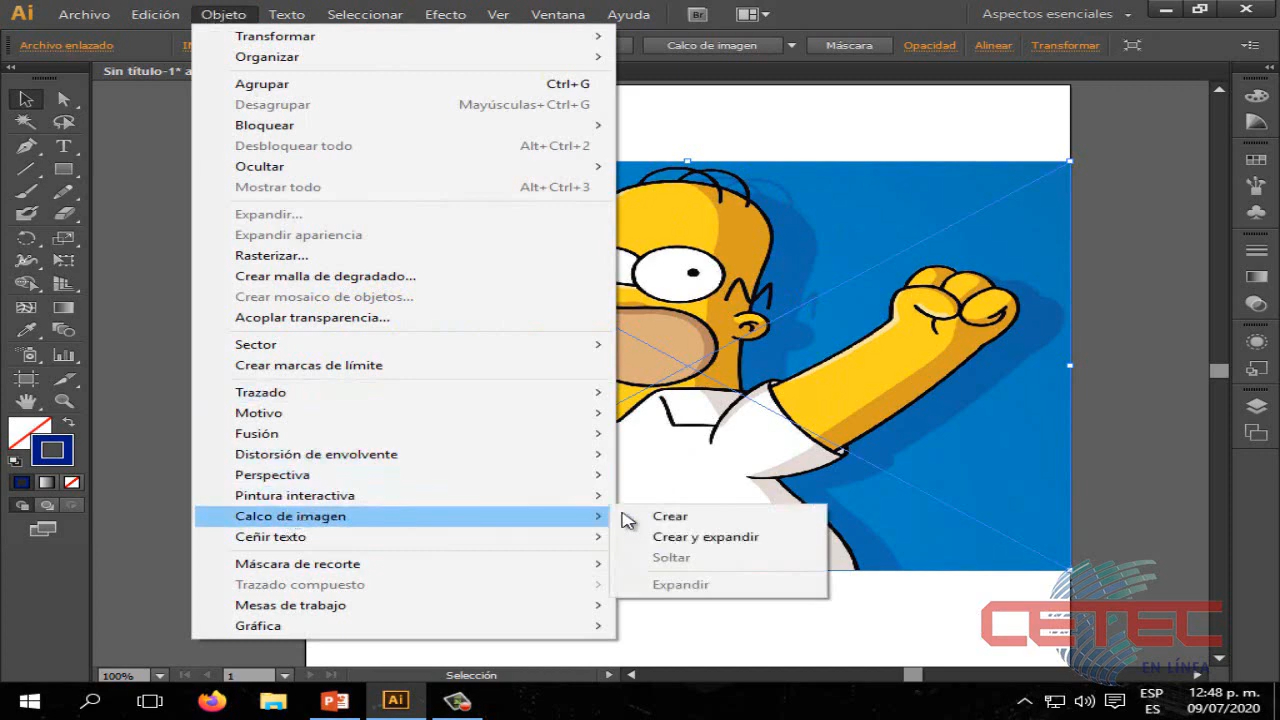 Ai Archivo Edición Objeto Texto Seleccionar Efecto Ver Ventana Ayuda Br Aspectos esenciales
Archivo enlazado Calco de imagen Máscara Opacidad Alinear Transformar
Sin título-1* a
Transformar
Organizar
Agrupar Ctrl+G
Desagrupar Mayúsculas+Ctrl+G
Bloquear
Desbloquear todo Alt+Ctrl+2
Ocultar
Mostrar todo Alt+Ctrl+3
Expandir...
Expandir apariencia
Rasterizar...
Crear malla de degradado...
Crear mosaico de objetos...
Acoplar transparencia...
Sector
Crear marcas de límite
Trazado
Motivo
Fusión
Distorsión de envolvente
Perspectiva
Pintura interactiva
Calco de imagen
Ceñir texto
Máscara de recorte
Trazado compuesto
Mesas de trabajo
Gráfica
Crear
Crear y expandir
Soltar
Expandir
CETEC
EN LÍNEA
100% 1 Selección
Ai ESP 12:48 p. m.
ES 09/07/2020